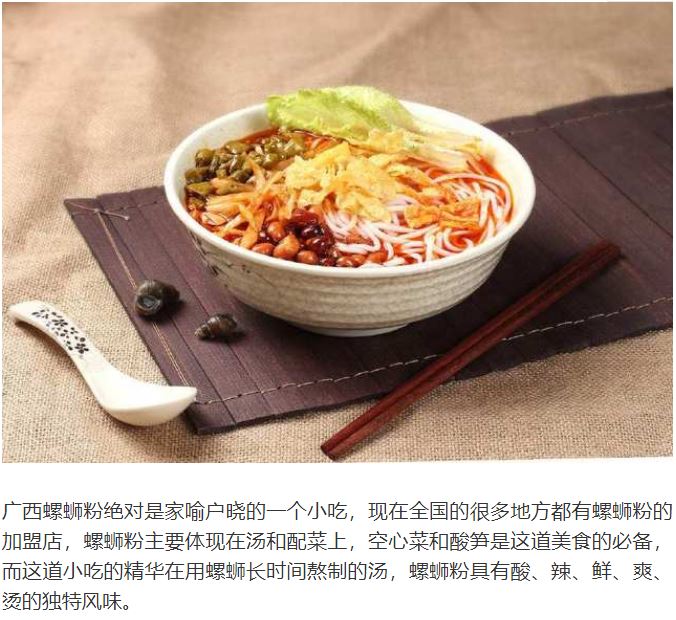 广西螺蛳粉绝对是家喻户晓的一个小吃，现在全国的很多地方都有螺蛳粉的
加盟店，螺蛳粉主要体现在汤和配菜上，空心菜和酸笋是这道美食的必备，
而这道小吃的精华在用螺蛳长时间熬制的汤，螺蛳粉具有酸、辣、鲜、爽、
烫的独特风味。